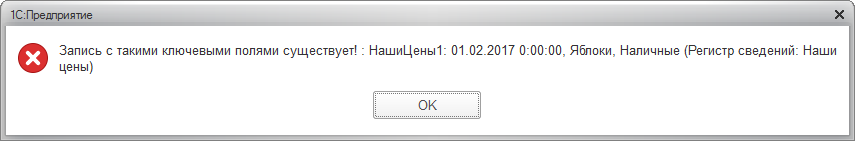 1С:Предприятие
Запись с такими ключевыми полями существует! : НашиЦены1: 01.02.2017 0:00:00, Яблоки, Наличные (Регистр сведений: Наши
цены)
OK